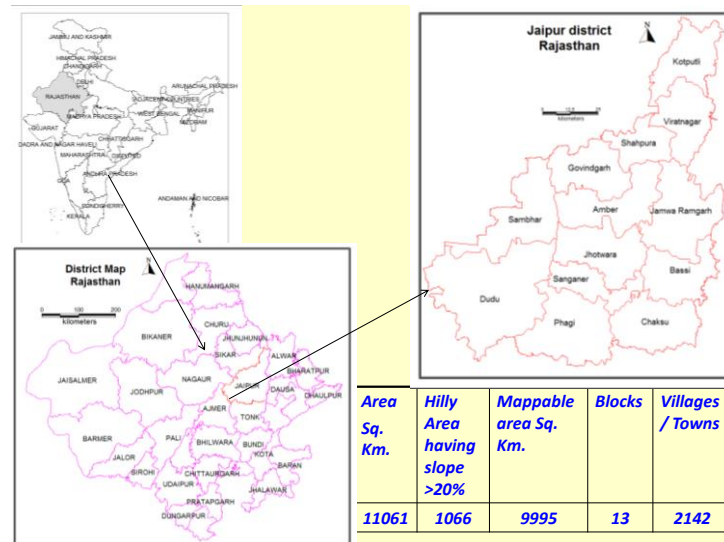 JAMMU AND KASHMIR
HIMACHAL PRADESH
CHANDIGARH
DELHI
RAJASTHAN
ARUNACHAL PRADESH
MANIPUR
WEST BENGAL
MIZORAM
GUJARAT
MADHYA PRADESH
CHHATTISGARH
DADRA AND NAGAR HAVELI
MAHARASHTRA
GOA
ANDHRA PRADESH
ANDAMAN AND NICOBAR
PONDICHERRY
KERALA
Jaipur district
Rajasthan
N
kilometers
Kotputli
Viratnagar
Shahpura
Govindgarh
Amber
Jamwa Ramgarh
Sambhar
Jhotwara
Bassi
Sanganer
Dudu
Phagi
Chaksu
District Map
Rajasthan
N
0 100 200
kilometers
HANUMANGARH
CHURU
BIKANER
JHUNJHUNUN
SIKAR
ALWAR
BHARATPUR
JAISALMER
NAGAUR
JAIPUR
DAUSA
DHAULPUR
JODHPUR
AJMER
TONK
BARMER
PALI
BHILWARA
BUNDI
KOTA
JALOR
BARAN
SIROHI
CHITTAURGARH
UDAIPUR
JHALAWAR
PRATAPGARH
DUNGARPUR
Area Sq. Km.
Hilly Area having slope >20%
Mappable area Sq. Km.
Blocks
Villages / Towns
11061 1066 9995 13 2142